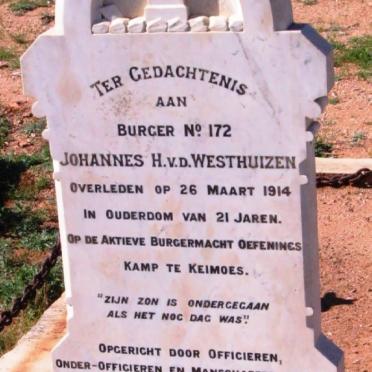 TER GEDACHTENIS
AAN
BURGER No 172
JOHANNES H.V.D. WESTHUIZEN
OVERLEDEN OP 26 MAART 1914
IN OUDERDOM VAN 21 JAREN.
OP DE AKTIEVE BURGERMACHT OEFENINGS
KAMP TE KEIMOES.
"ZIJN ZON IS ONDERGEGAAN
ALS HET NOG DAG WAS".
OPGERICHT DOOR OFFICIEREN,
ONDER-OFFICIEREN EN